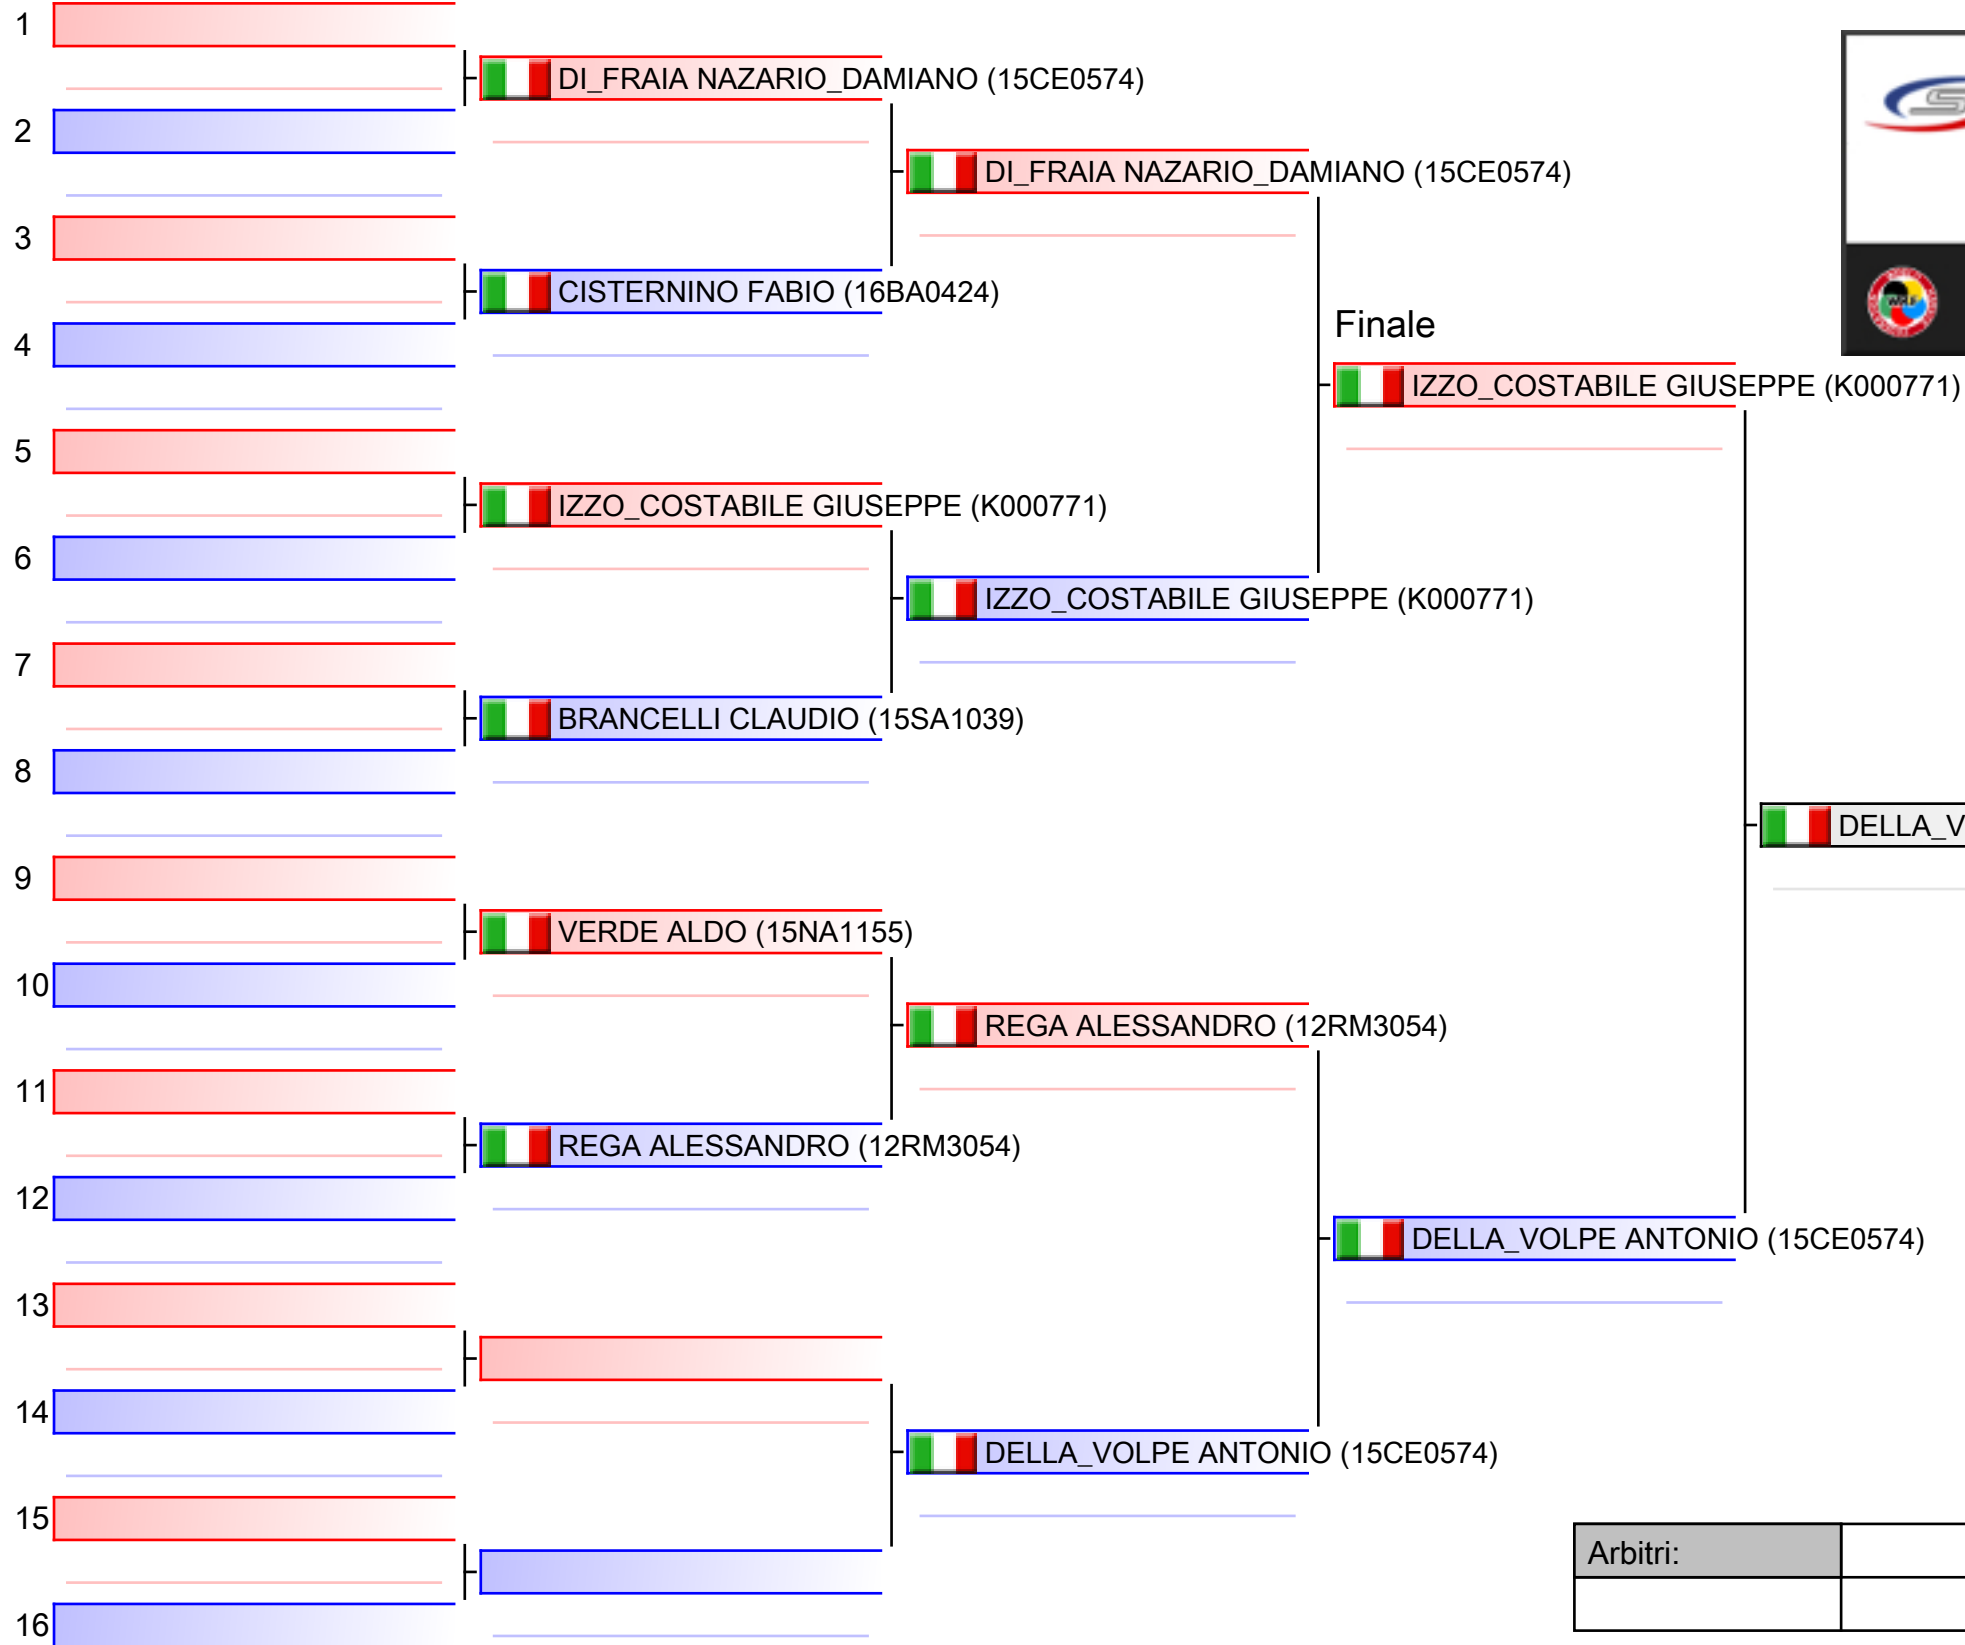 1
DI_FRAIA NAZARIO_DAMIANO (15CE0574)
2
DI_FRAIA NAZARIO_DAMIANO (15CE0574)
3
CISTERNINO FABIO (16BA0424)
Finale
4
IZZO_COSTABILE GIUSEPPE (K000771)
5
IZZO_COSTABILE GIUSEPPE (K000771)
6
IZZO_COSTABILE GIUSEPPE (K000771)
7
BRANCELLI CLAUDIO (15SA1039)
8
DELLA_V
9
VERDE ALDO (15NA1155)
10
REGA ALESSANDRO (12RM3054)
11
REGA ALESSANDRO (12RM3054)
12
DELLA_VOLPE ANTONIO (15CE0574)
13
14
DELLA_VOLPE ANTONIO (15CE0574)
15
Arbitri:
16